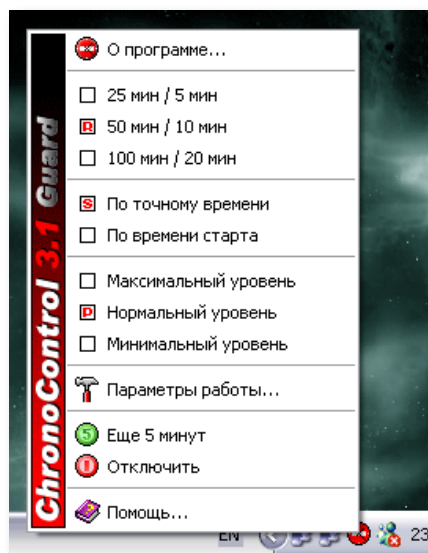 ChronoControl 3.1 Guard
О программе...
25 мин / 5 мин
R 50 мин / 10 мин
100 мин / 20 мин
S По точному времени
По времени старта
Максимальный уровень
P Нормальный уровень
Минимальный уровень
Параметры работы...
5 Еще 5 минут
0 Отключить
Помощь...
EN 23